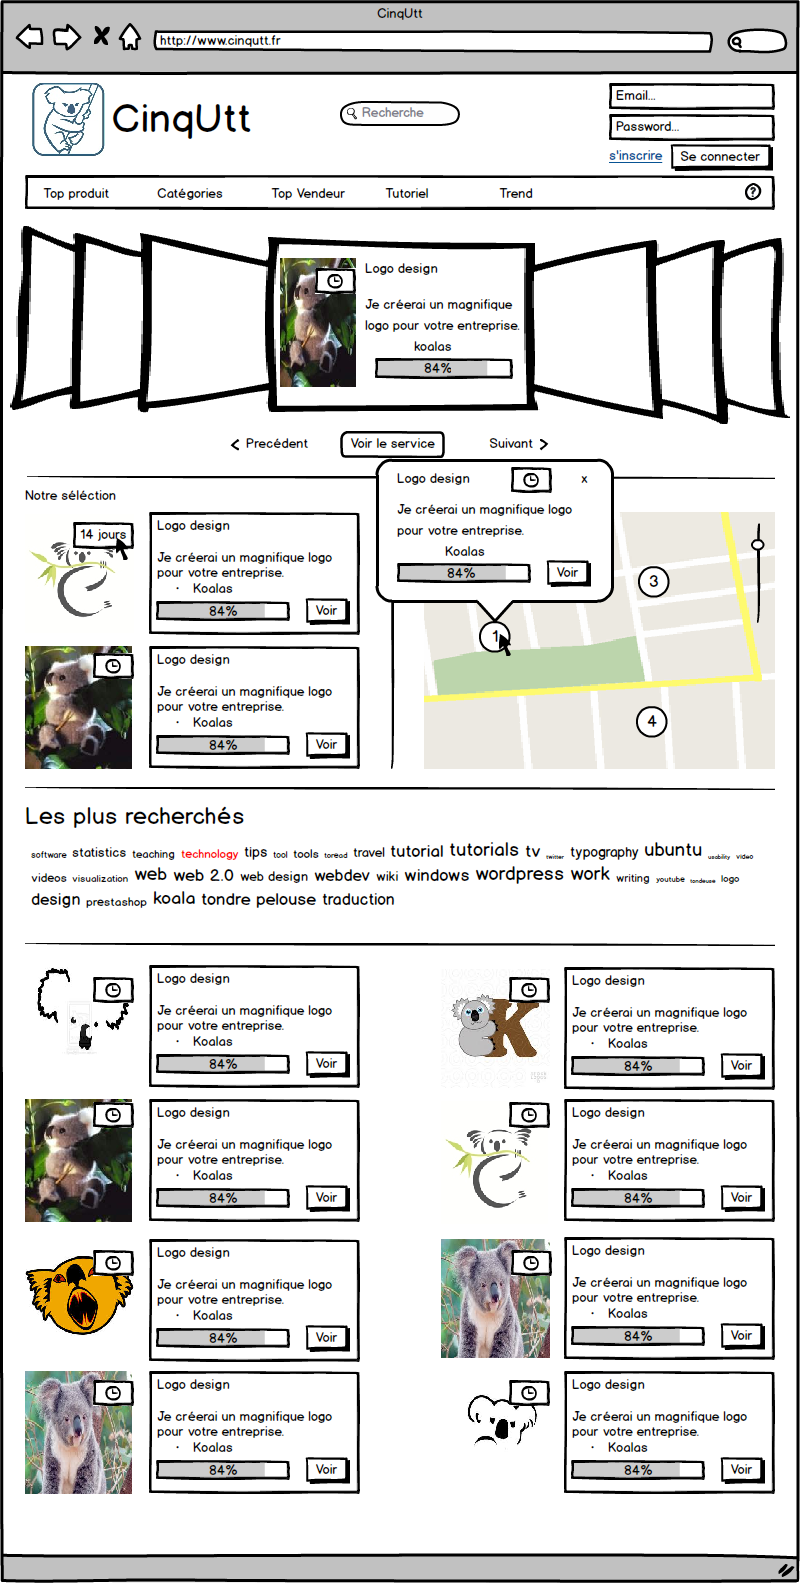 CinqUtt
http://www.cinqutt.fr
CinqUtt
Recherche
Email...
Password...
s'inscrire Se connecter
Top produit Catégories Top Vendeur Tutoriel Trend ?
Logo design
Je créerai un magnifique
logo pour votre entreprise.
koalas
84%
Precédent Voir le service Suivant
Notre séléction
14 jours
Logo design
Je créerai un magnifique logo
pour votre entreprise.
• Koalas
84% Voir
Logo design
Je créerai un magnifique logo
pour votre entreprise.
• Koalas
84% Voir
Logo design x
Je créerai un magnifique logo
pour votre entreprise.
Koalas
84% Voir
3
1
4
Les plus recherchés
software statistics teaching technology tips tool tools toread travel tutorial tutorials tv twitter typography ubuntu usability video
videos visualization web web 2.0 web design webdev wiki windows wordpress work writing youtube tondeuse logo
design prestashop koala tondre pelouse traduction
Logo design
Je créerai un magnifique logo
pour votre entreprise.
• Koalas
84% Voir
K
Logo design
Je créerai un magnifique logo
pour votre entreprise.
• Koalas
84% Voir
Logo design
Je créerai un magnifique logo
pour votre entreprise.
• Koalas
84% Voir
Logo design
Je créerai un magnifique logo
pour votre entreprise.
• Koalas
84% Voir
Logo design
Je créerai un magnifique logo
pour votre entreprise.
• Koalas
84% Voir
Logo design
Je créerai un magnifique logo
pour votre entreprise.
• Koalas
84% Voir
Logo design
Je créerai un magnifique logo
pour votre entreprise.
• Koalas
84% Voir
Logo design
Je créerai un magnifique logo
pour votre entreprise.
• Koalas
84% Voir